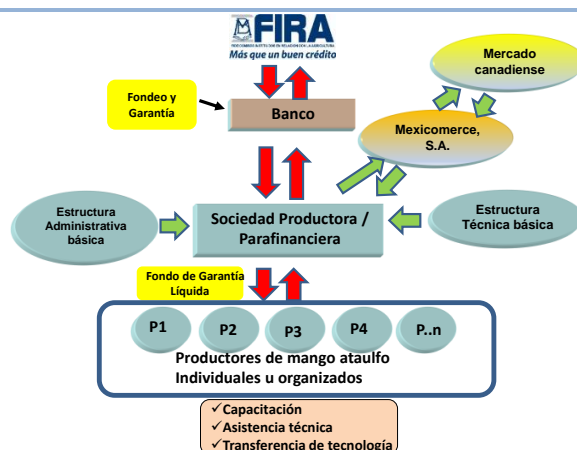 FIRA
Más que un buen crédito
Mercado
canadiense
Fondeo y
Garantía
Banco
Mexicomerce,
S.A.
Estructura
Administrativa
básica
Sociedad Productora /
Parafinanciera
Estructura
Técnica básica
Fondo de Garantía
Líquida
P1
P2
P3
P4
P..n
Productores de mango ataulfo
Individuales u organizados
✓Capacitación
✓Asistencia técnica
✓Transferencia de tecnología